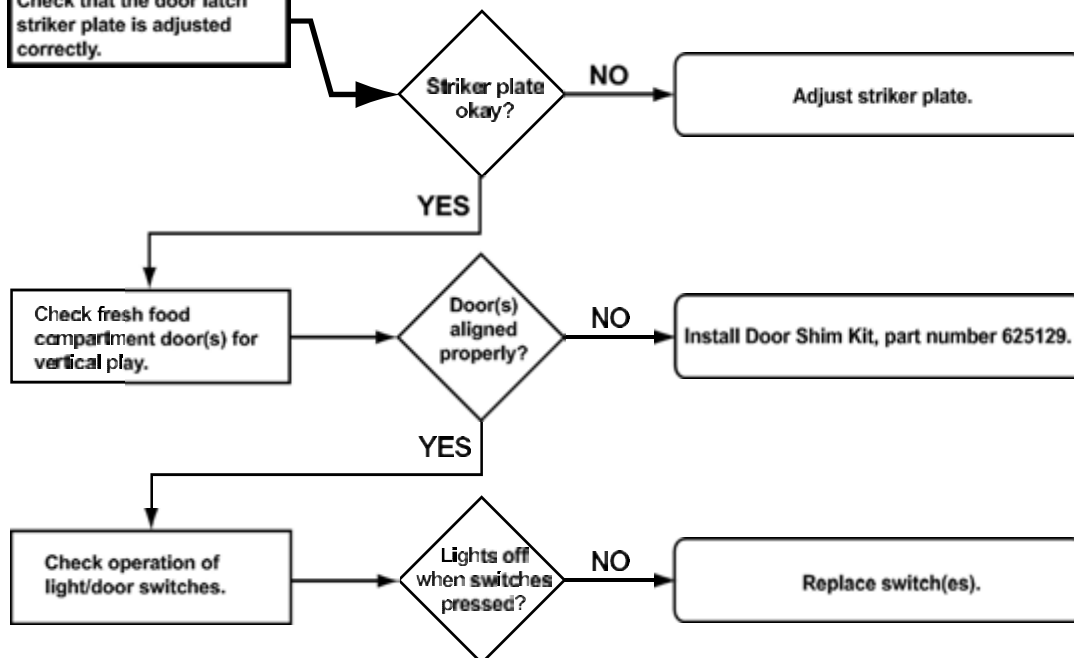 Check that the door latch
striker plate is adjusted
correctly.
Striker plate
okay?
NO
Adjust striker plate.
YES
Check fresh food
compartment door(s) for
vertical play.
Door(s)
aligned
properly?
NO
Install Door Shim Kit, part number 625129.
YES
Check operation of
light/door switches.
Lights off
when switches
pressed?
NO
Replace switch(es).